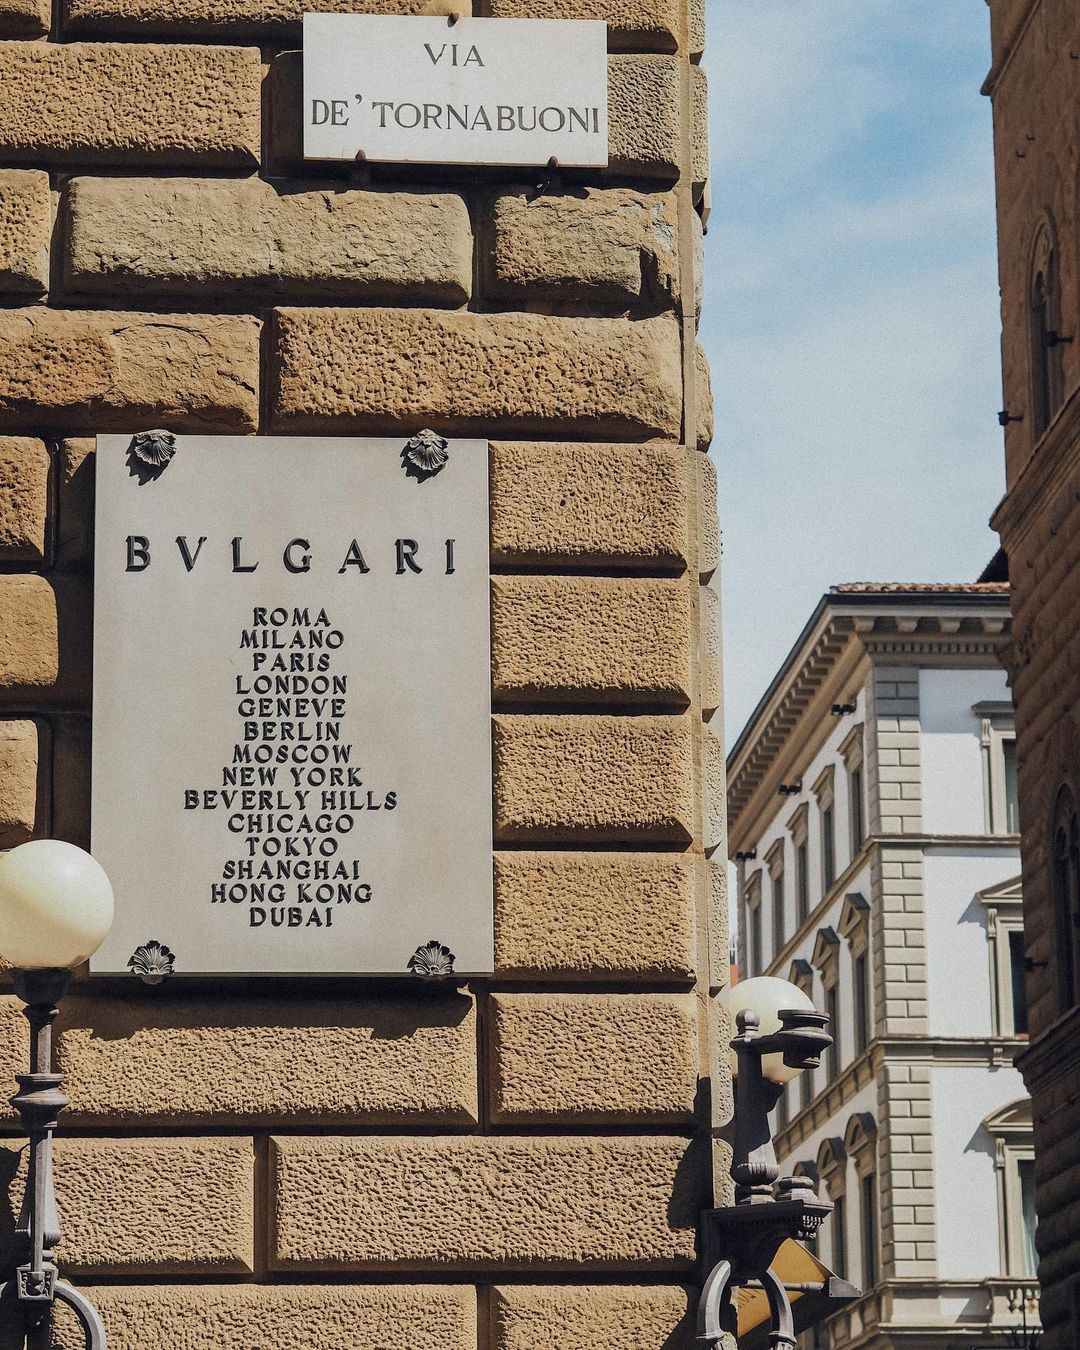 VIA
DE' TORNABUONI
BVLGARI
ROMA
MILANO
PARIS
LONDON
GENEVE
BERLIN
MOSCOW
NEW YORK
BEVERLY HILLS
CHICAGO
TOKYO
SHANGHAI
HONG KONG
DUBAI